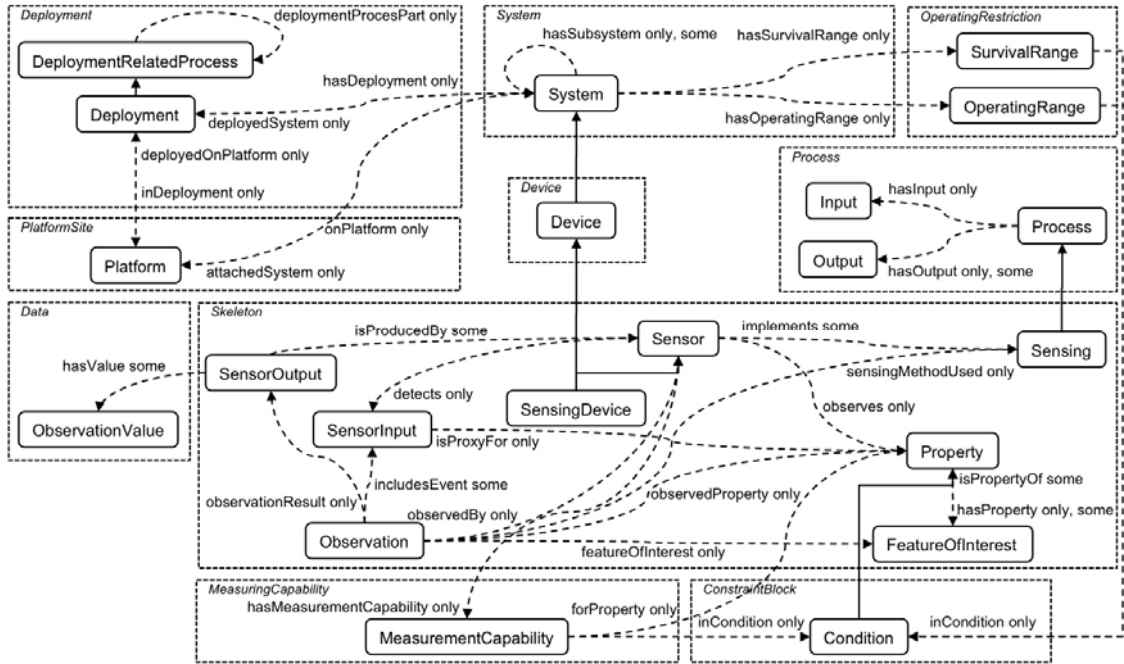 Deployment
deploymentProcesPart only
DeploymentRelatedProcess
Deployment
hasDeployment only
deployedSystem only
deployedOnPlatform only
inDeployment only
System
hasSubsystem only, some
System
hasSurvivalRange only
hasOperatingRange only
OperatingRestriction
SurvivalRange
OperatingRange
PlatformSite
Platform
onPlatform only
attachedSystem only
Device
Device
Process
Input
hasInput only
Process
Output
hasOutput only, some
Data
hasValue some
ObservationValue
Skeleton
isProducedBy some
Sensor
implements some
Sensing
SensorOutput
sensingMethodUsed only
detects only
SensingDevice
observes only
SensorInput
isProxyFor only
Property
isPropertyOf some
includesEvent some
observationResult only
observedBy only
observedProperty only
hasProperty only, some
Observation
featureOfInterest only
FeatureOfInterest
MeasuringCapability
hasMeasurementCapability only
forProperty only
MeasurementCapability
ConstraintBlock
inCondition only
Condition
inCondition only